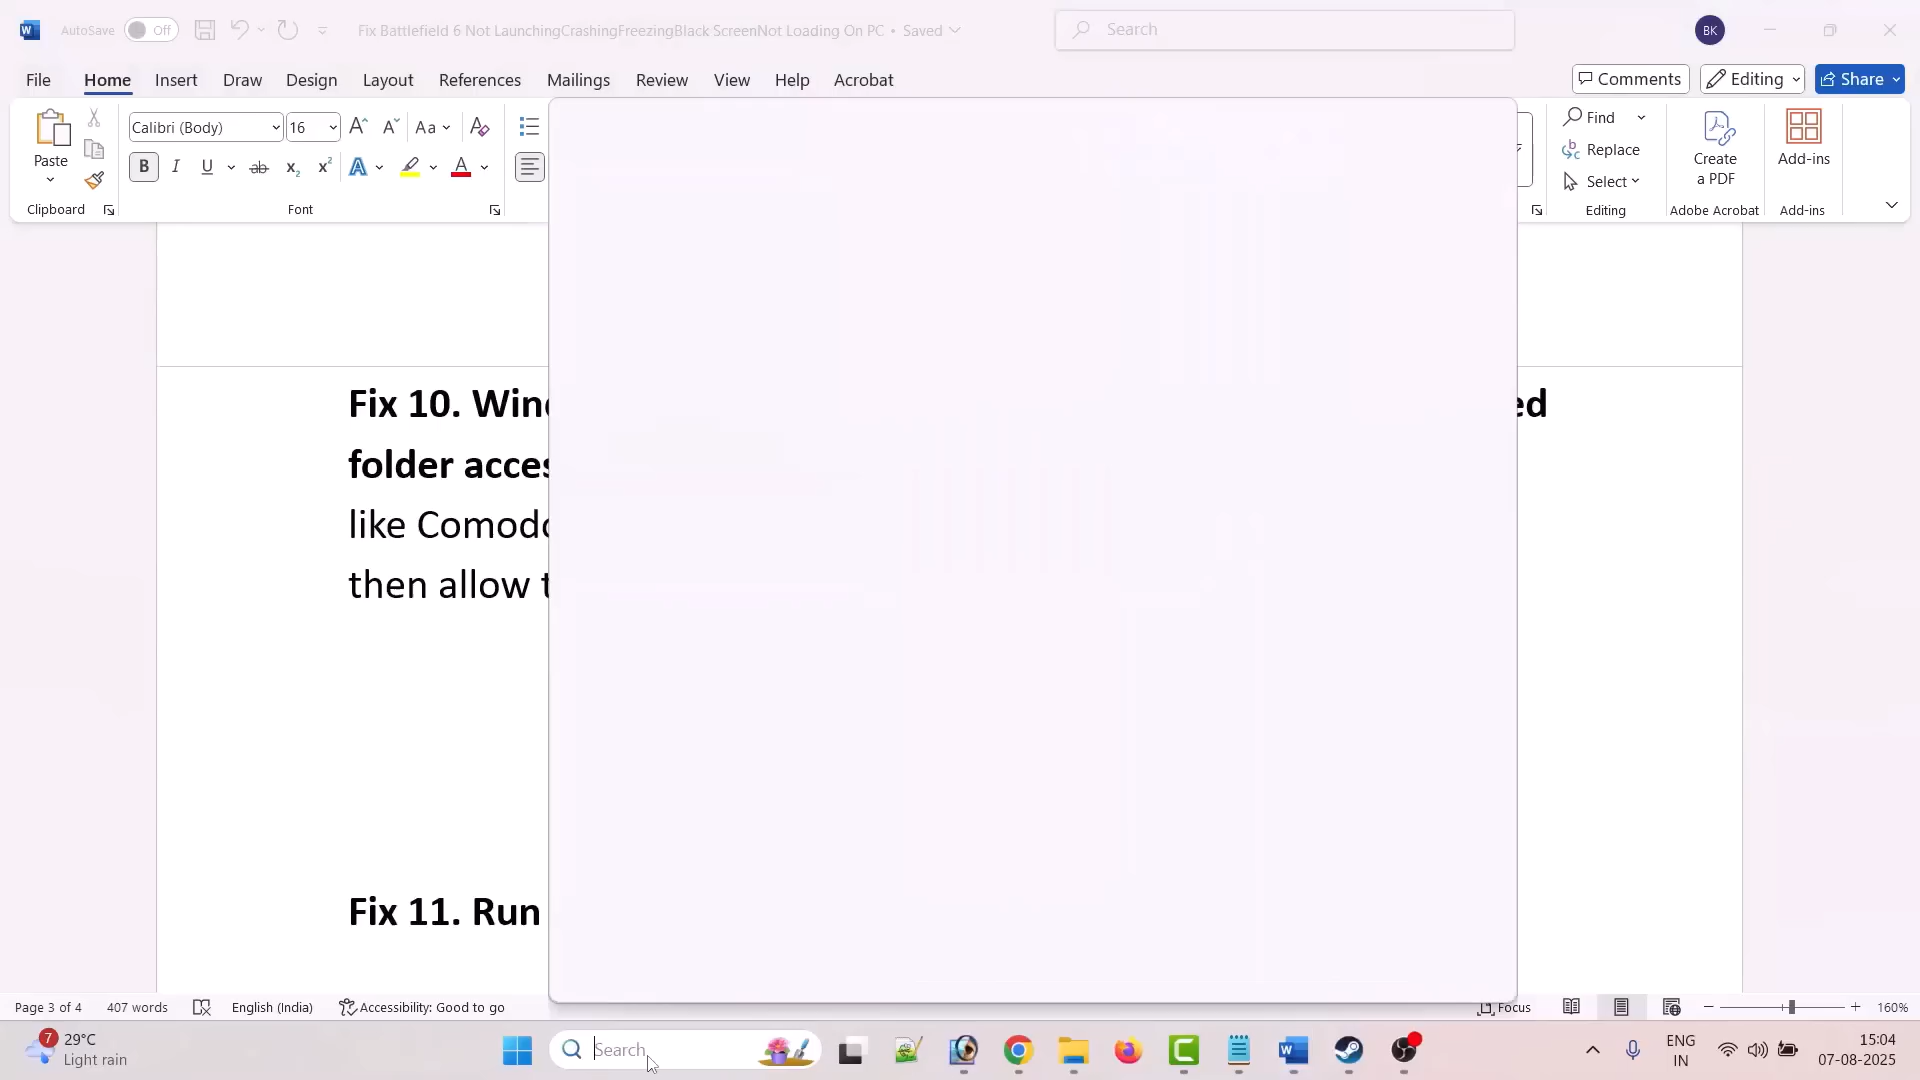 AutoSave Off Fix Battlefield 6 Not LaunchingCrashingFreezingBlack ScreenNot Loading On PC • Saved Search BK
File Home Insert Draw Design Layout References Mailings Review View Help Acrobat Comments Editing Share
Paste
Clipboard
Calibri (Body) 16
Font
Find
Replace
Select
Editing
Create
a PDF
Adobe Acrobat
Add-ins
Add-ins
Fix 10. Wind ed
folder acces
like Comodo
then allow t
Fix 11. Run
Page 3 of 4 407 words English (India) Accessibility: Good to go Focus 160%
7 29°C
Light rain
Search
ENG
IN
15:04
07-08-2025